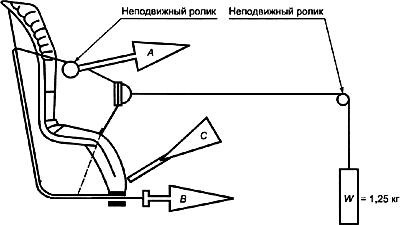 Неподвижный ролик
Неподвижный ролик
A
C
B
W = 1,25 кг